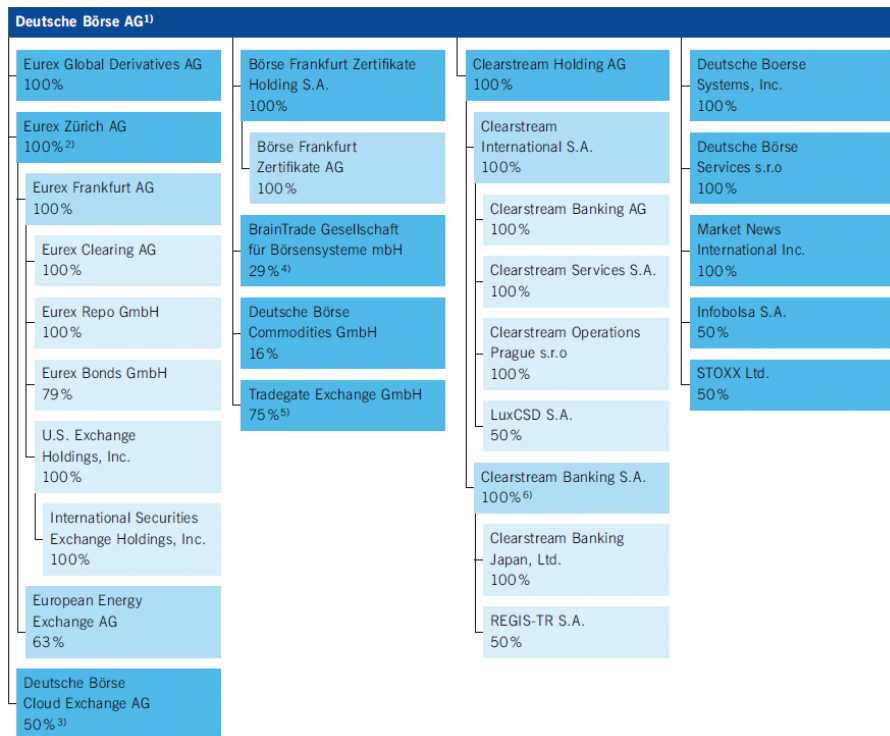 Deutsche Börse AG1)
Eurex Global Derivatives AG
100%
Eurex Zürich AG
100%2)
Eurex Frankfurt AG
100%
Eurex Clearing AG
100%
Eurex Repo GmbH
100%
Eurex Bonds GmbH
79%
U.S. Exchange
Holdings, Inc.
100%
International Securities
Exchange Holdings, Inc.
100%
European Energy
Exchange AG
63%
Deutsche Börse
Cloud Exchange AG
50%3)
Börse Frankfurt Zertifikate
Holding S.A.
100%
Börse Frankfurt
Zertifikate AG
100%
BrainTrade Gesellschaft
für Börsensysteme mbH
29%4)
Deutsche Börse
Commodities GmbH
16%
Tradegate Exchange GmbH
75%5)
Clearstream Holding AG
100%
Clearstream
International S.A.
100%
Clearstream Banking AG
100%
Clearstream Services S.A.
100%
Clearstream Operations
Prague s.r.o
100%
LuxCSD S.A.
50%
Clearstream Banking S.A.
100%6)
Clearstream Banking
Japan, Ltd.
100%
REGIS-TR S.A.
50%
Deutsche Boerse
Systems, Inc.
100%
Deutsche Börse
Services s.r.o
100%
Market News
International Inc.
100%
Infobolsa S.A.
50%
STOXX Ltd.
50%